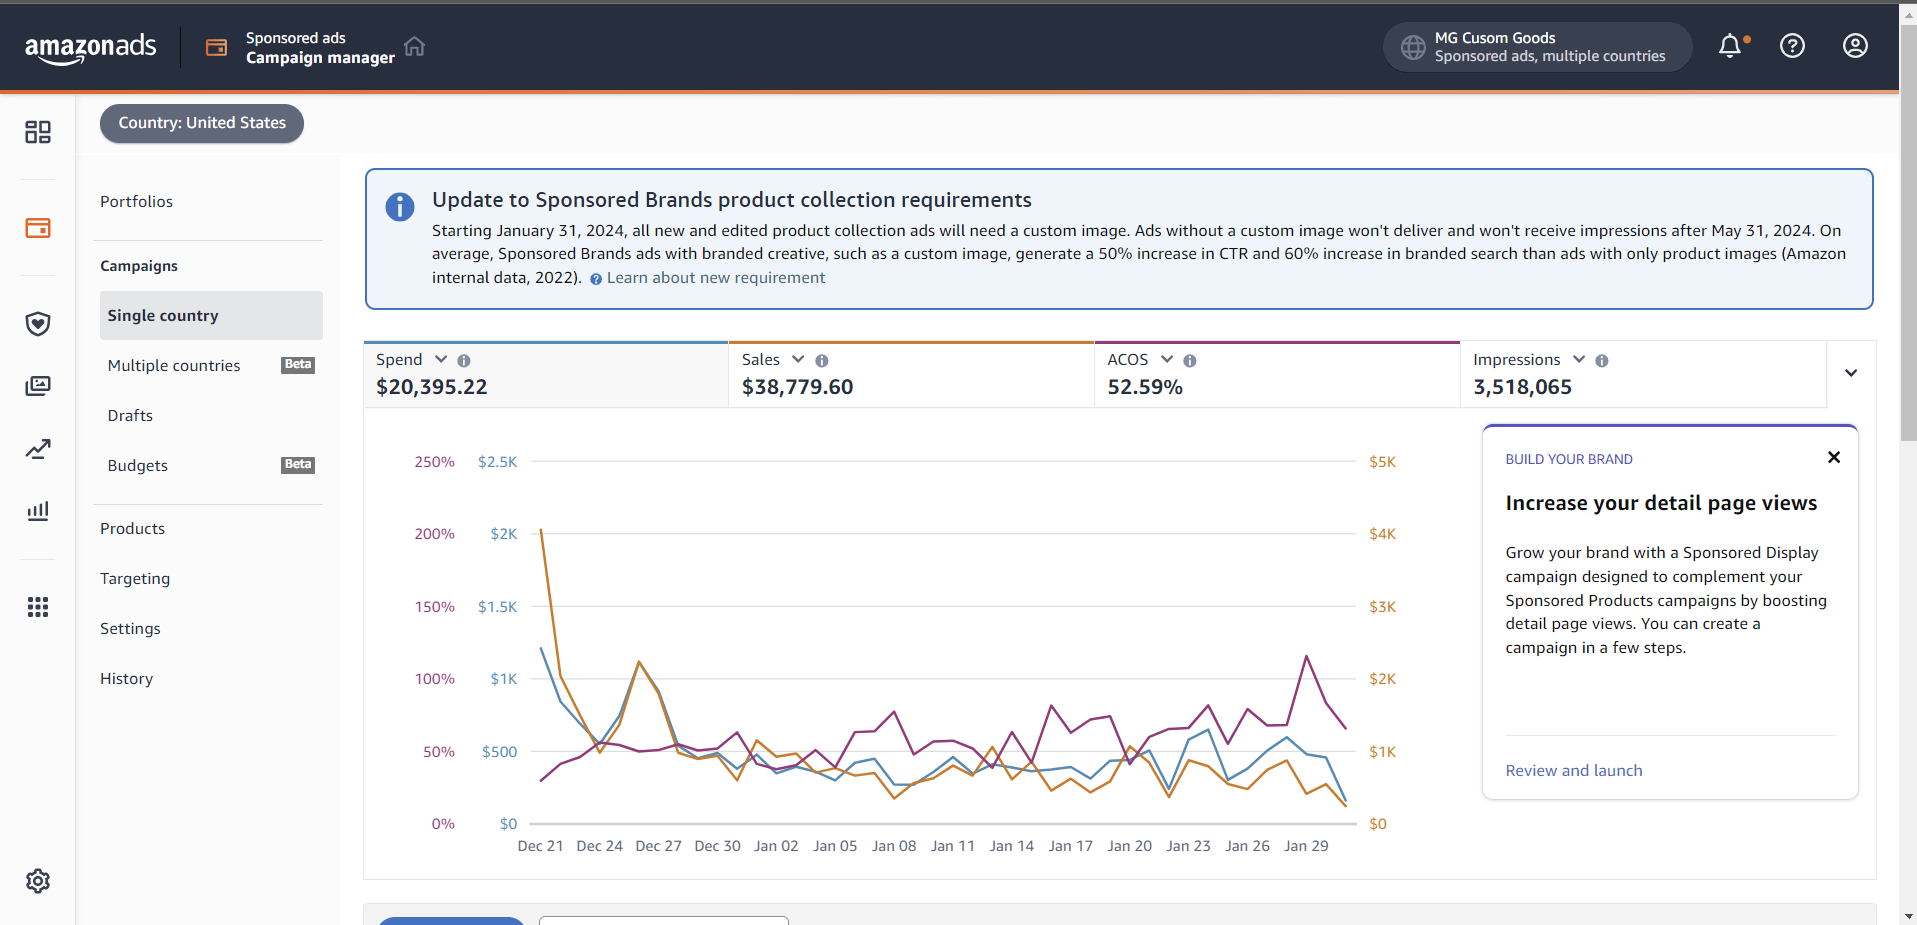 amazonads
Sponsored ads
Campaign manager
MG Cusom Goods
Sponsored ads, multiple countries
Country: United States
Portfolios
Campaigns
Single country
Multiple countries Beta
Drafts
Budgets Beta
Products
Targeting
Settings
History
Update to Sponsored Brands product collection requirements
Starting January 31, 2024, all new and edited product collection ads will need a custom image. Ads without a custom image won't deliver and won't receive impressions after May 31, 2024. On
average, Sponsored Brands ads with branded creative, such as a custom image, generate a 50% increase in CTR and 60% increase in branded search than ads with only product images (Amazon
internal data, 2022). Learn about new requirement
Spend
$20,395.22
Sales
$38,779.60
ACOS
52.59%
Impressions
3,518,065
250% $2.5K $5K
200% $2K $4K
150% $1.5K $3K
100% $1K $2K
50% $500 $1K
0% $0 $0
Dec 21 Dec 24 Dec 27 Dec 30 Jan 02 Jan 05 Jan 08 Jan 11 Jan 14 Jan 17 Jan 20 Jan 23 Jan 26 Jan 29
BUILD YOUR BRAND
Increase your detail page views
Grow your brand with a Sponsored Display
campaign designed to complement your
Sponsored Products campaigns by boosting
detail page views. You can create a
campaign in a few steps.
Review and launch